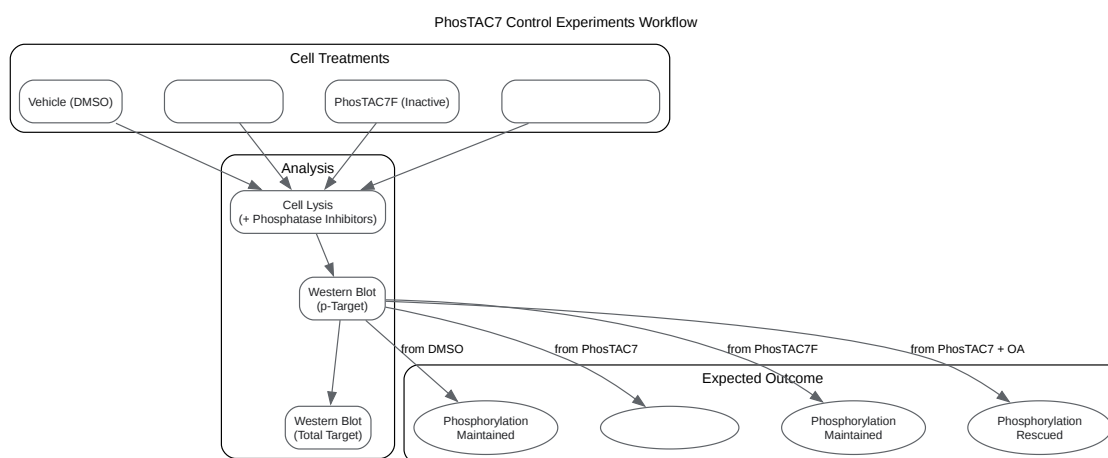 PhosTAC7 Control Experiments Workflow
Cell Treatments
Vehicle (DMSO)
PhosTAC7F (Inactive)
Analysis
Cell Lysis
(+ Phosphatase Inhibitors)
Western Blot
(p-Target)
from DMSO
from PhosTAC7
from PhosTAC7F
from PhosTAC7 + OA
Expected Outcome
Western Blot
(Total Target)
Phosphorylation
Maintained
Phosphorylation
Maintained
Phosphorylation
Rescued